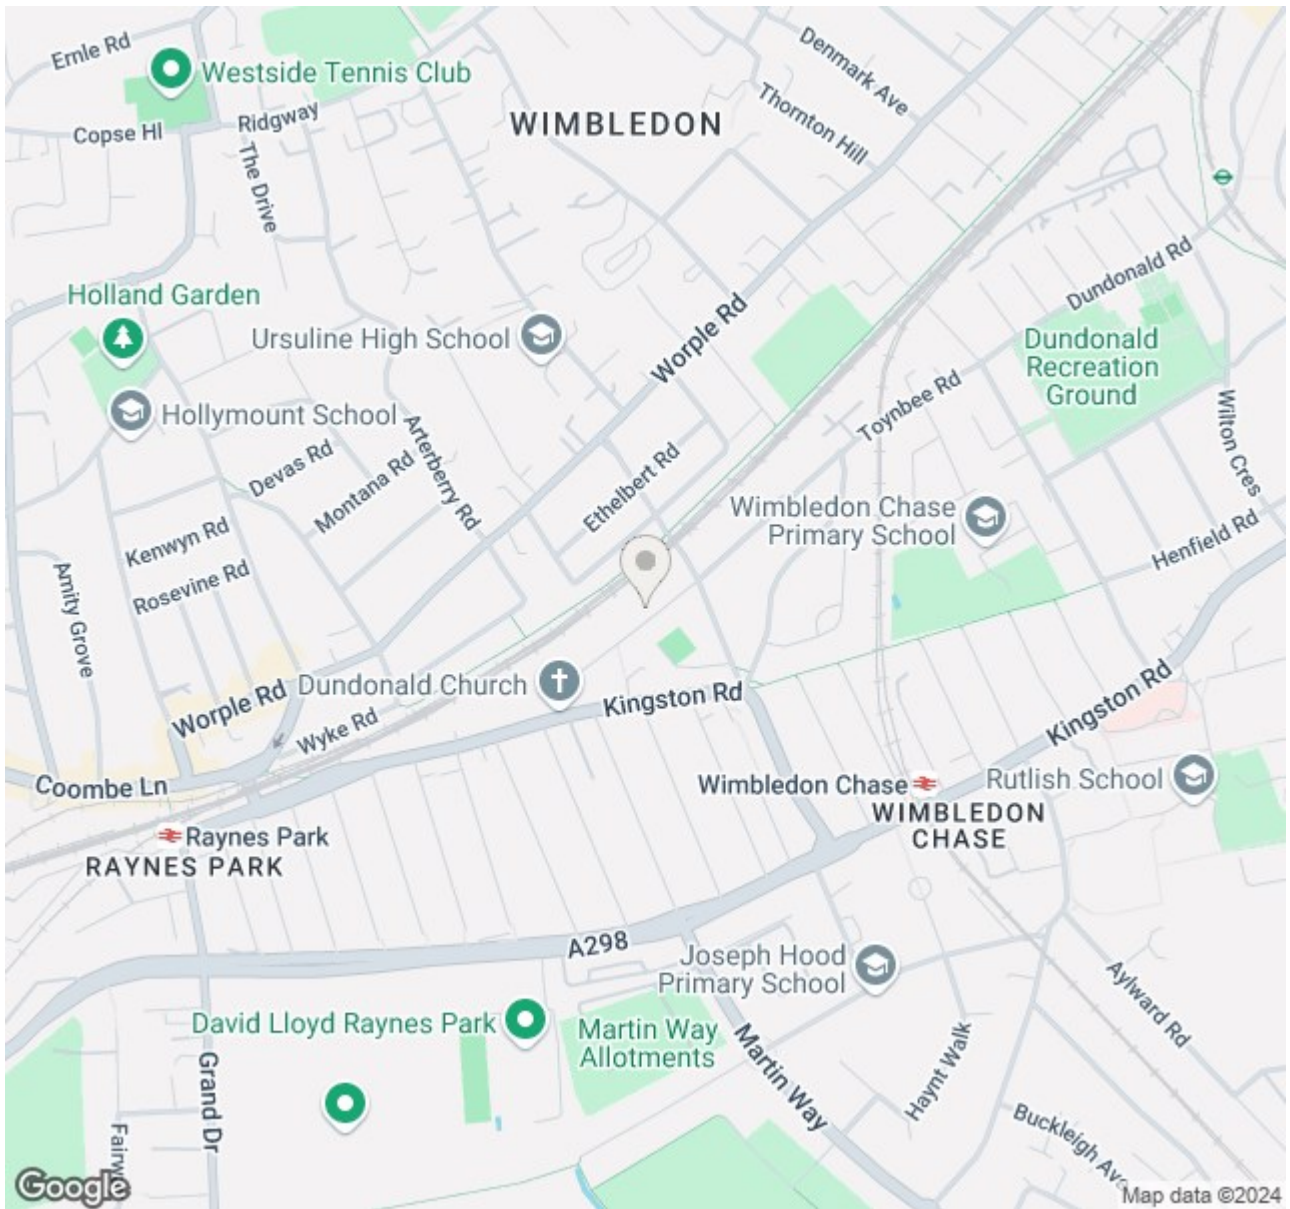 Ernle Rd
Westside Tennis Club
Copse Hl
Ridgway
The Drive
WIMBLEDON
Denmark Ave
Thornton Hill
Dundonald Rd
Holland Garden
Ursuline High School
Worple Rd
Dundonald
Recreation
Ground
Hollymount School
Toynbee Rd
Wilton Cres
Devas Rd
Montana Rd
Arterberry Rd
Ethelbert Rd
Wimbledon Chase
Primary School
Henfield Rd
Kenwyn Rd
Rosevine Rd
Amity Grove
Dundonald Church
Kingston Rd
Worple Rd
Wyke Rd
Kingston Rd
Coombe Ln
Wimbledon Chase
Rutlish School
WIMBLEDON
CHASE
Raynes Park
RAYNES PARK
A298
Joseph Hood
Primary School
Aylward Rd
David Lloyd Raynes Park
Martin Way
Allotments
Martin Way
Haynt Walk
Grand Dr
Buckleigh Ave
Google
Map data ©2024